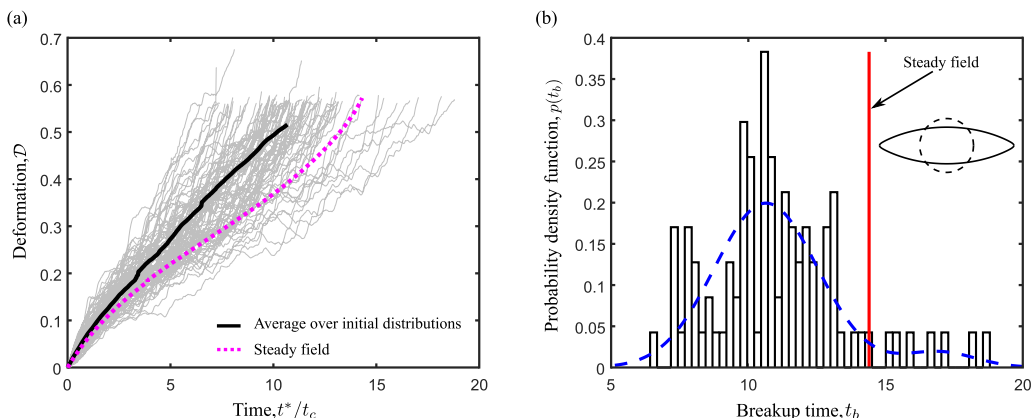 (a)
0.7
0.6
0.5
0.4
0.3
0.2
0.1
0
Deformation,𝒟
Average over initial distributions
Steady field
0 5 10 15 20
Time,t*/t_c
(b)
0.4
0.35
0.3
0.25
0.2
0.15
0.1
0.05
0
Probability density function, p(t_b)
Steady field
5 10 15 20
Breakup time, t_b